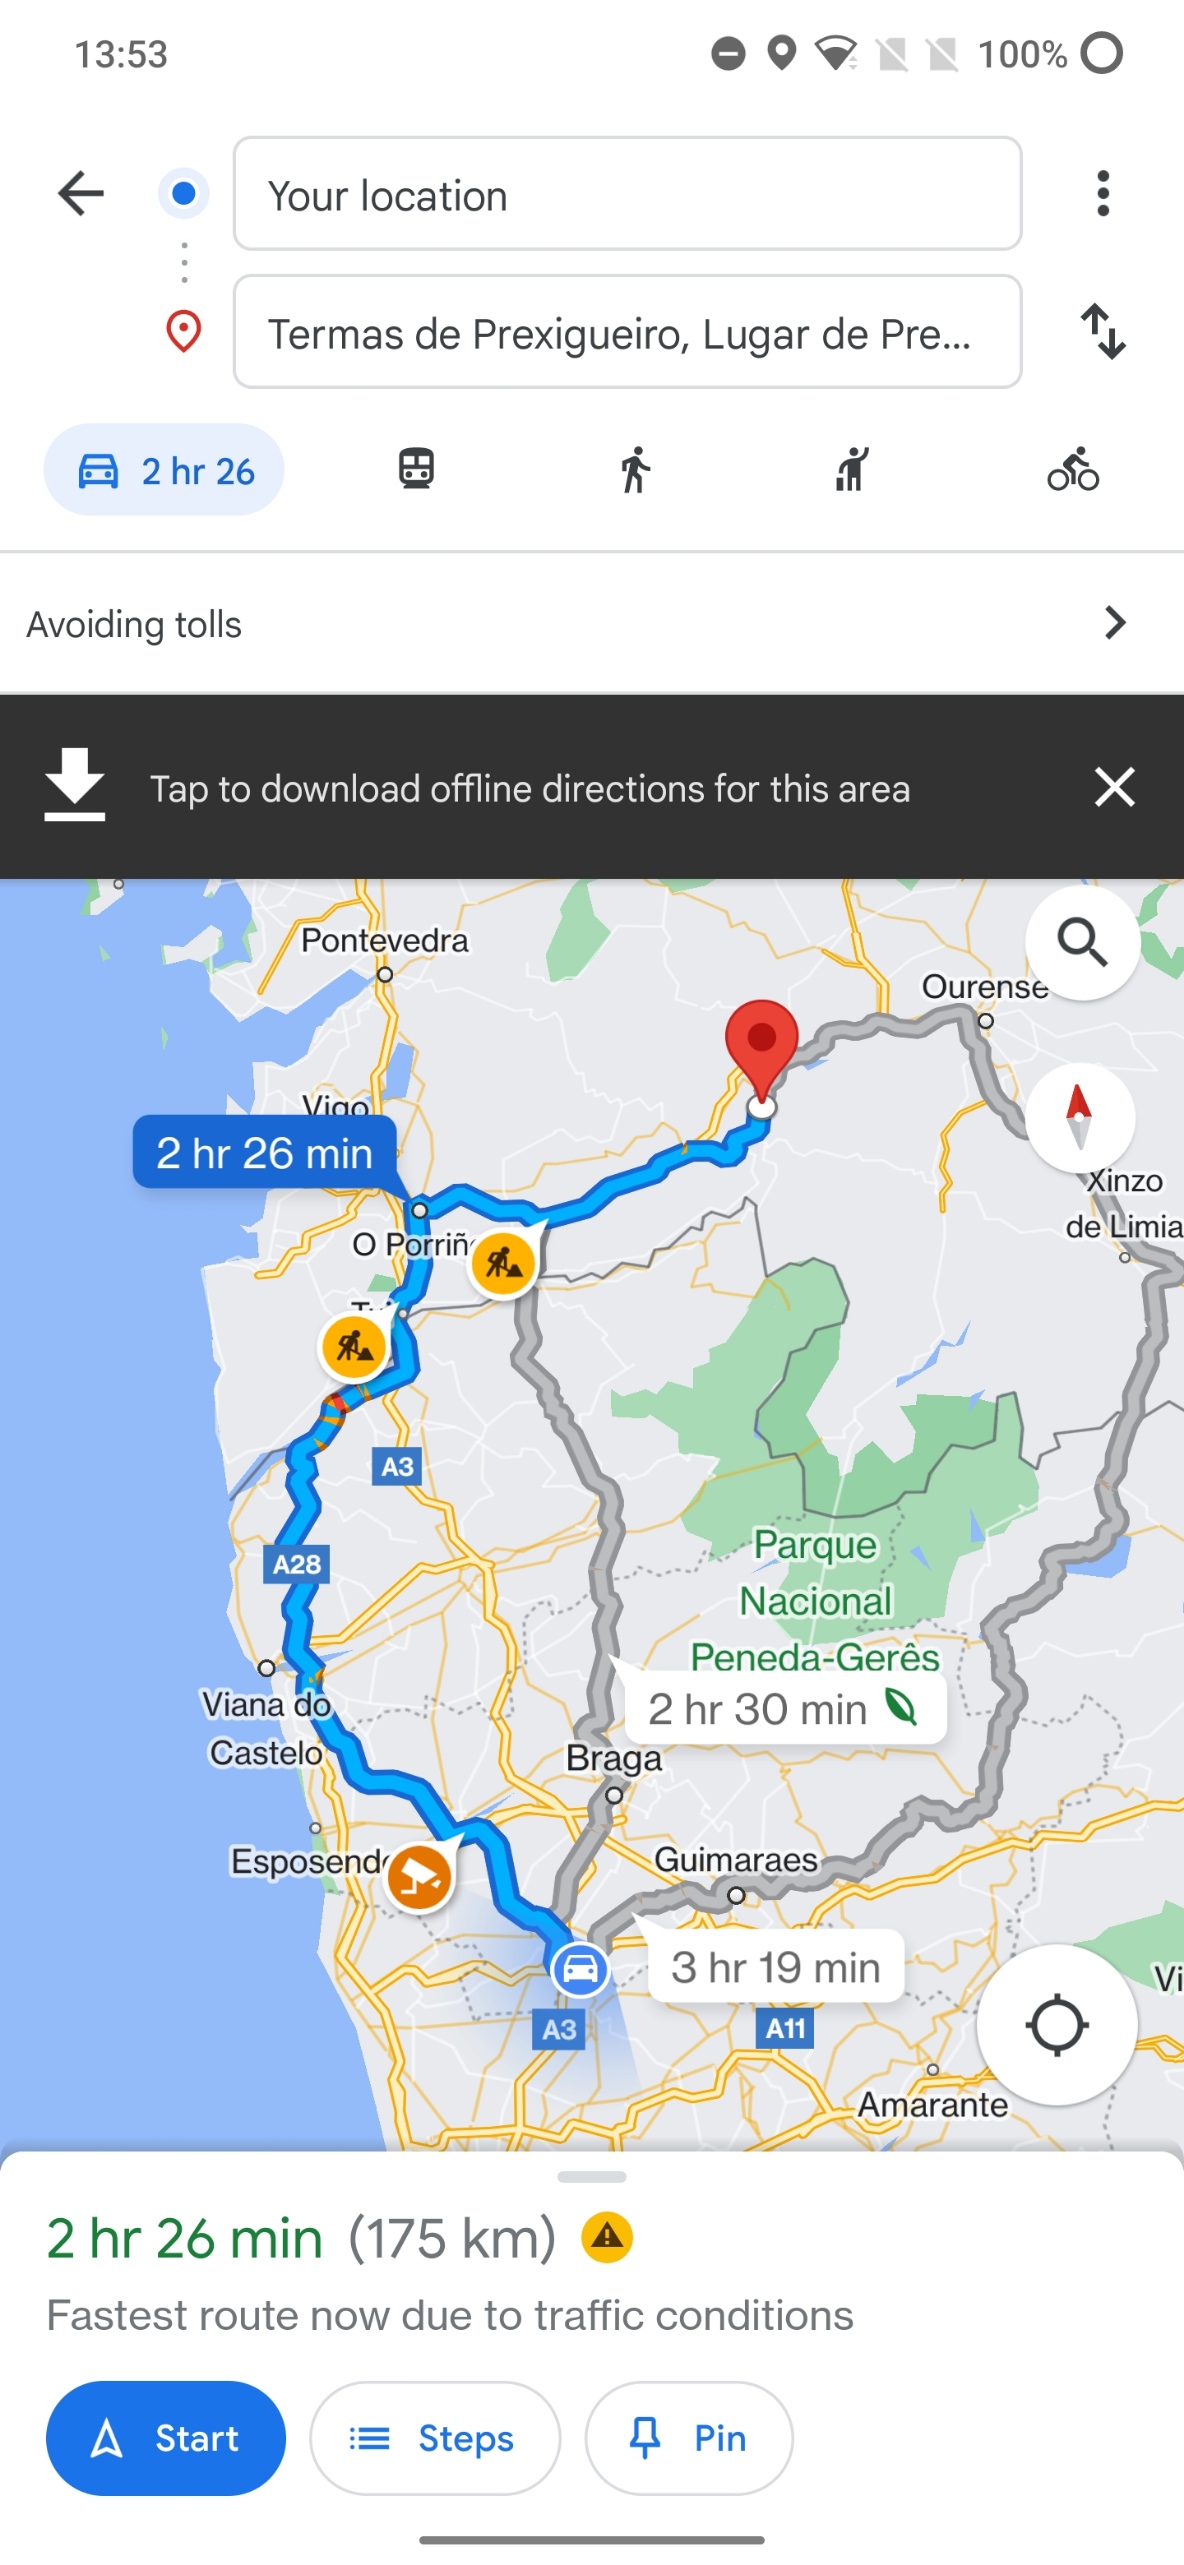 13:53
100%
Your location
Termas de Prexigueiro, Lugar de Pre...
2 hr 26
Avoiding tolls
Tap to download offline directions for this area
Pontevedra
Ourense
Vigo
2 hr 26 min
Xinzo
de Limia
O Porriñ
A3
Parque
Nacional
Peneda-Gerês
A28
2 hr 30 min
Viana do
Castelo
Braga
Esposend
Guimaraes
3 hr 19 min
Vi
A3
A11
Amarante
2 hr 26 min (175 km)
Fastest route now due to traffic conditions
Start
Steps
Pin